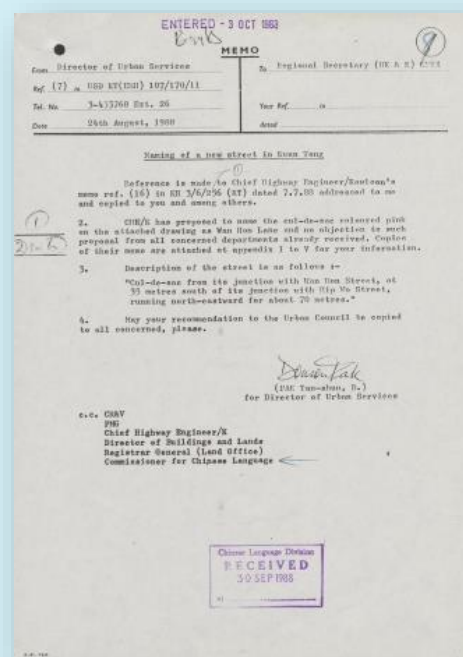 ENTERED - 3 OCT 1988
MEMO
From Director of Urban Services
To Regional Secretary (HK & K)
Ref. (7) in USD KT(ESH) 107/170/11
Tel. No. 3-433760 Ext. 26
Your Ref. in
Date 24th August, 1988
dated
Naming of a new street in Kwun Tong
Reference is made to Chief Highway Engineer/Kowloon's
memo ref. (16) in KR 3/6/256 (KT) dated 7.7.88 addressed to me
and copied to you and among others.
2. CHE/K has proposed to name the cul-de-sac coloured pink
on the attached drawing as Wan Hon Lane and no objection to such
proposal from all concerned departments already received. Copies
of their memo are attached at appendix I to V for your information.
3. Description of the street is as follows :-
"Cul-de-sac from its junction with Wan Hon Street, at
55 metres south of its junction with Hip Wo Street,
running north-eastward for about 70 metres."
4. May your recommendation to the Urban Council be copied
to all concerned, please.
(PAK Tun-shun, D.)
for Director of Urban Services
c.c. CSAV
PMG
Chief Highway Engineer/K
Director of Buildings and Lands
Registrar General (Land Office)
Commissioner for Chinese Language
Chinese Language Division
RECEIVED
30 SEP 1988